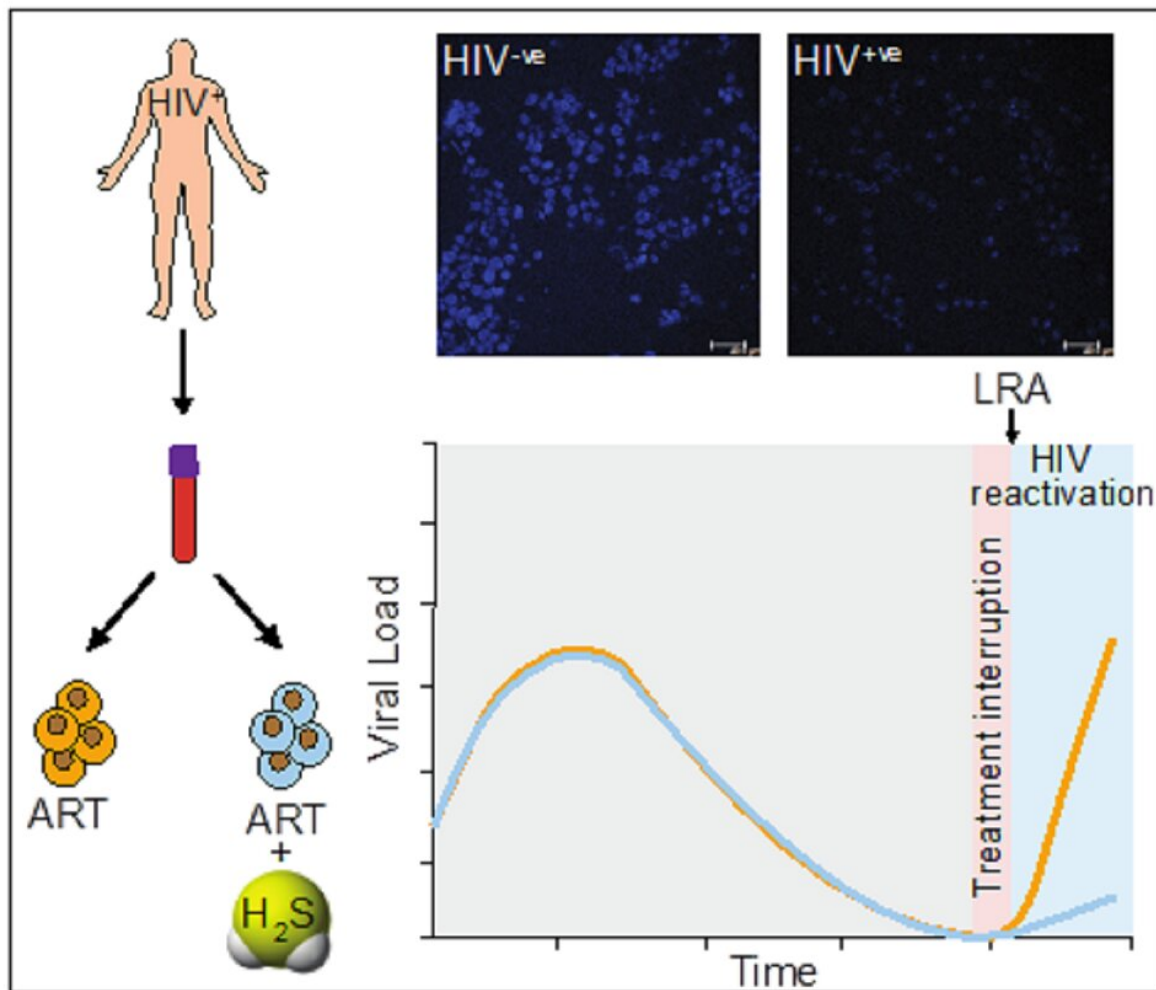 HIV⁺
HIV⁻ᵛᵉ
HIV⁺ᵛᵉ
LRA
HIV
reactivation
Treatment interruption
Viral Load
Time
ART
ART
+
H₂S